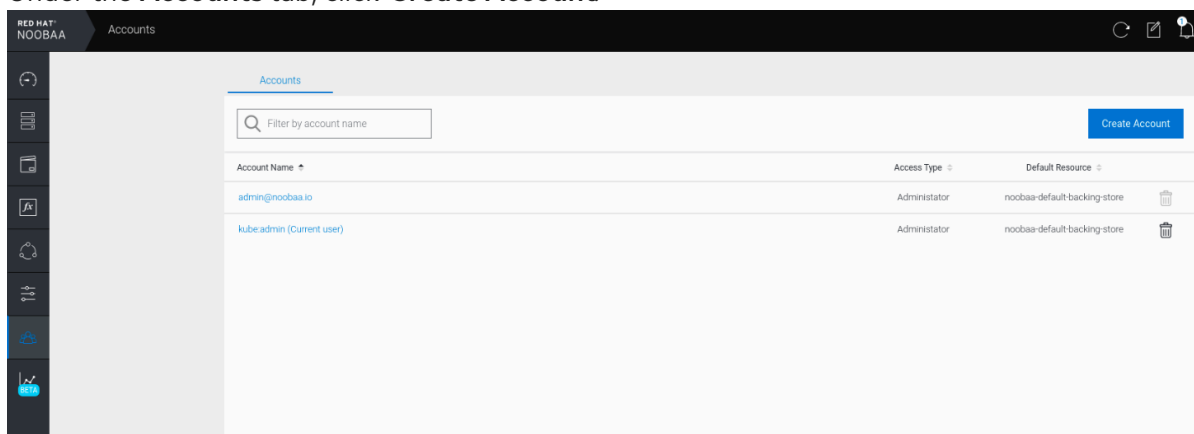 Under the Accounts tab, click Create Account
RED HAT®
NOOBAA
Accounts
1
Accounts
Filter by account name
Create Account
Account Name
Access Type
Default Resource
admin@noobaa.io
Administator
noobaa-default-backing-store
fx
kube:admin (Current user)
Administator
noobaa-default-backing-store
BETA